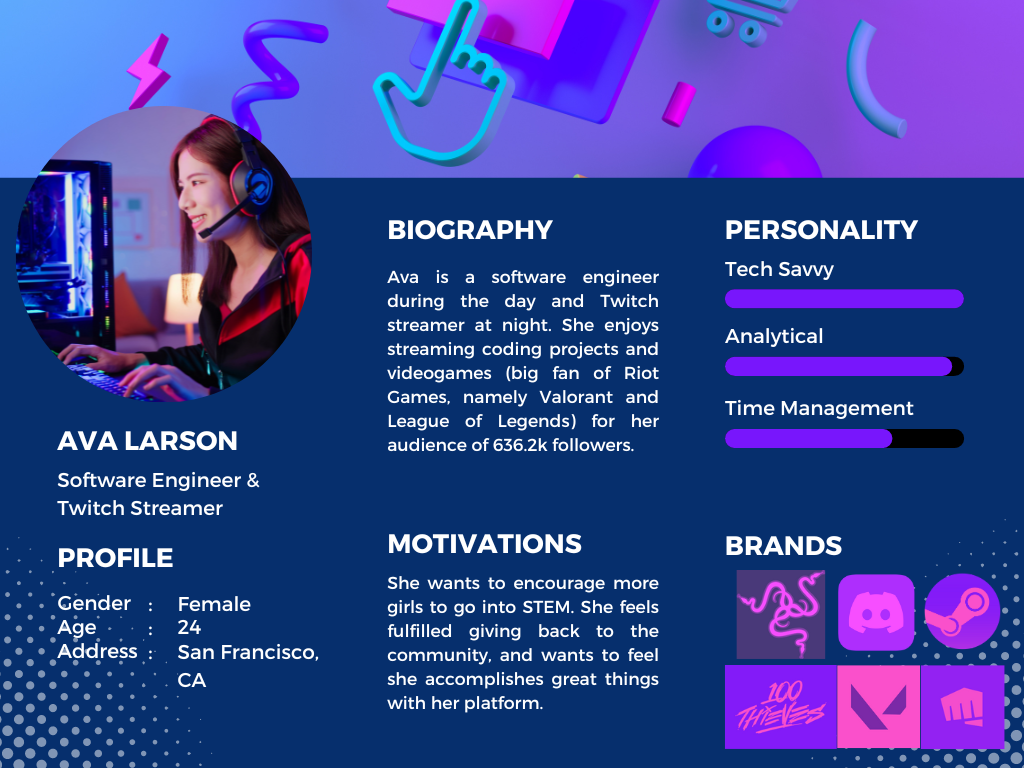 AVA LARSON
Software Engineer &
Twitch Streamer
PROFILE
Gender : Female
Age : 24
Address : San Francisco,
CA
BIOGRAPHY
Ava is a software engineer
during the day and Twitch
streamer at night. She enjoys
streaming coding projects and
videogames (big fan of Riot
Games, namely Valorant and
League of Legends) for her
audience of 636.2k followers.
MOTIVATIONS
She wants to encourage more
girls to go into STEM. She feels
fulfilled giving back to the
community, and wants to feel
she accomplishes great things
with her platform.
PERSONALITY
Tech Savvy
Analytical
Time Management
BRANDS
100
THIEVES